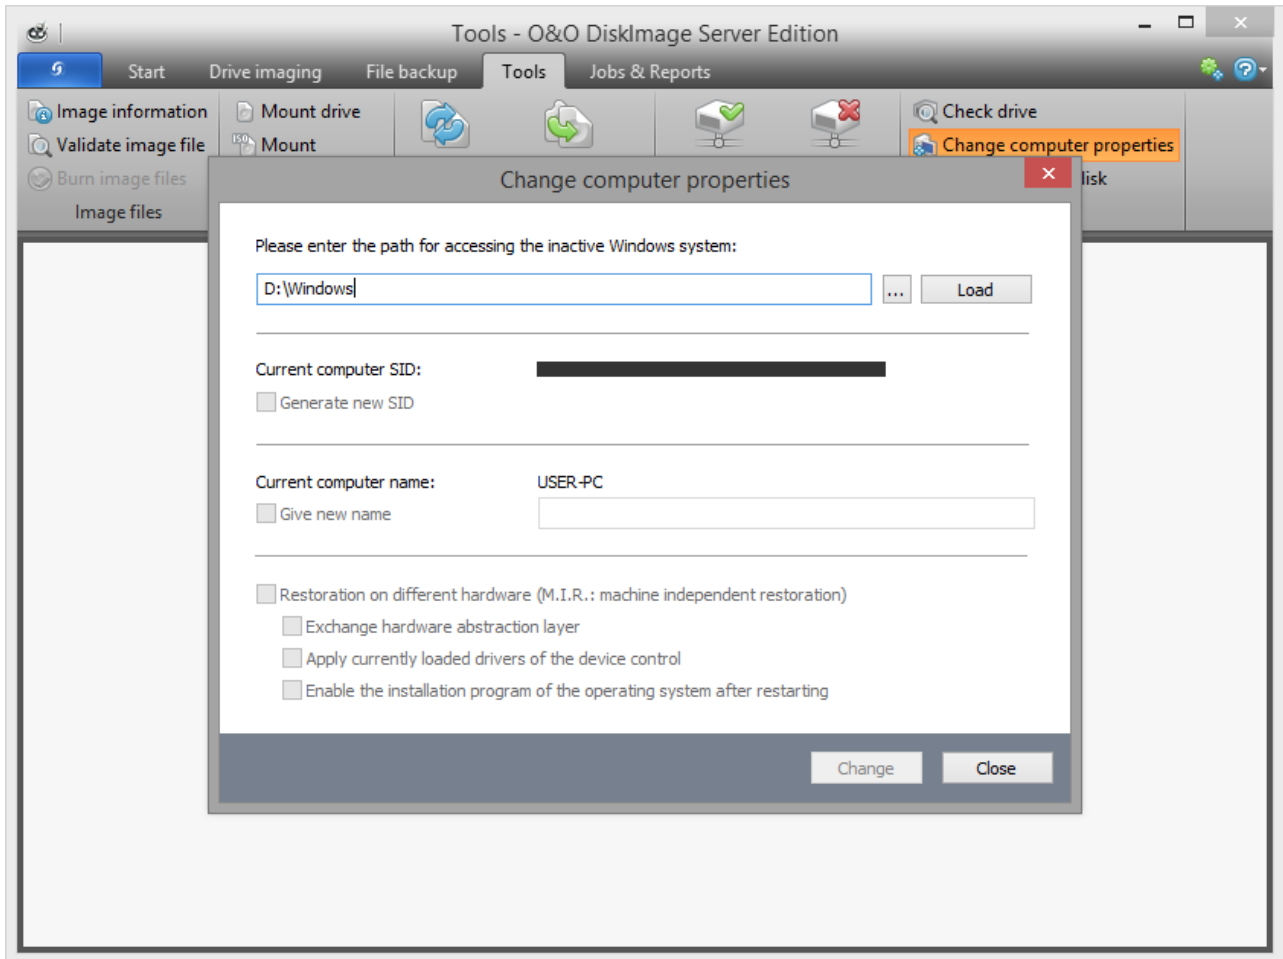 Tools - O&O DiskImage Server Edition
Start Drive imaging File backup Tools Jobs & Reports
Image information Mount drive Check drive
Validate image file ISO Mount Change computer properties
Burn image files
Image files
Change computer properties
Please enter the path for accessing the inactive Windows system:
D:\Windows ... Load
Current computer SID:
Generate new SID
Current computer name: USER-PC
Give new name
Restoration on different hardware (M.I.R.: machine independent restoration)
Exchange hardware abstraction layer
Apply currently loaded drivers of the device control
Enable the installation program of the operating system after restarting
Change Close